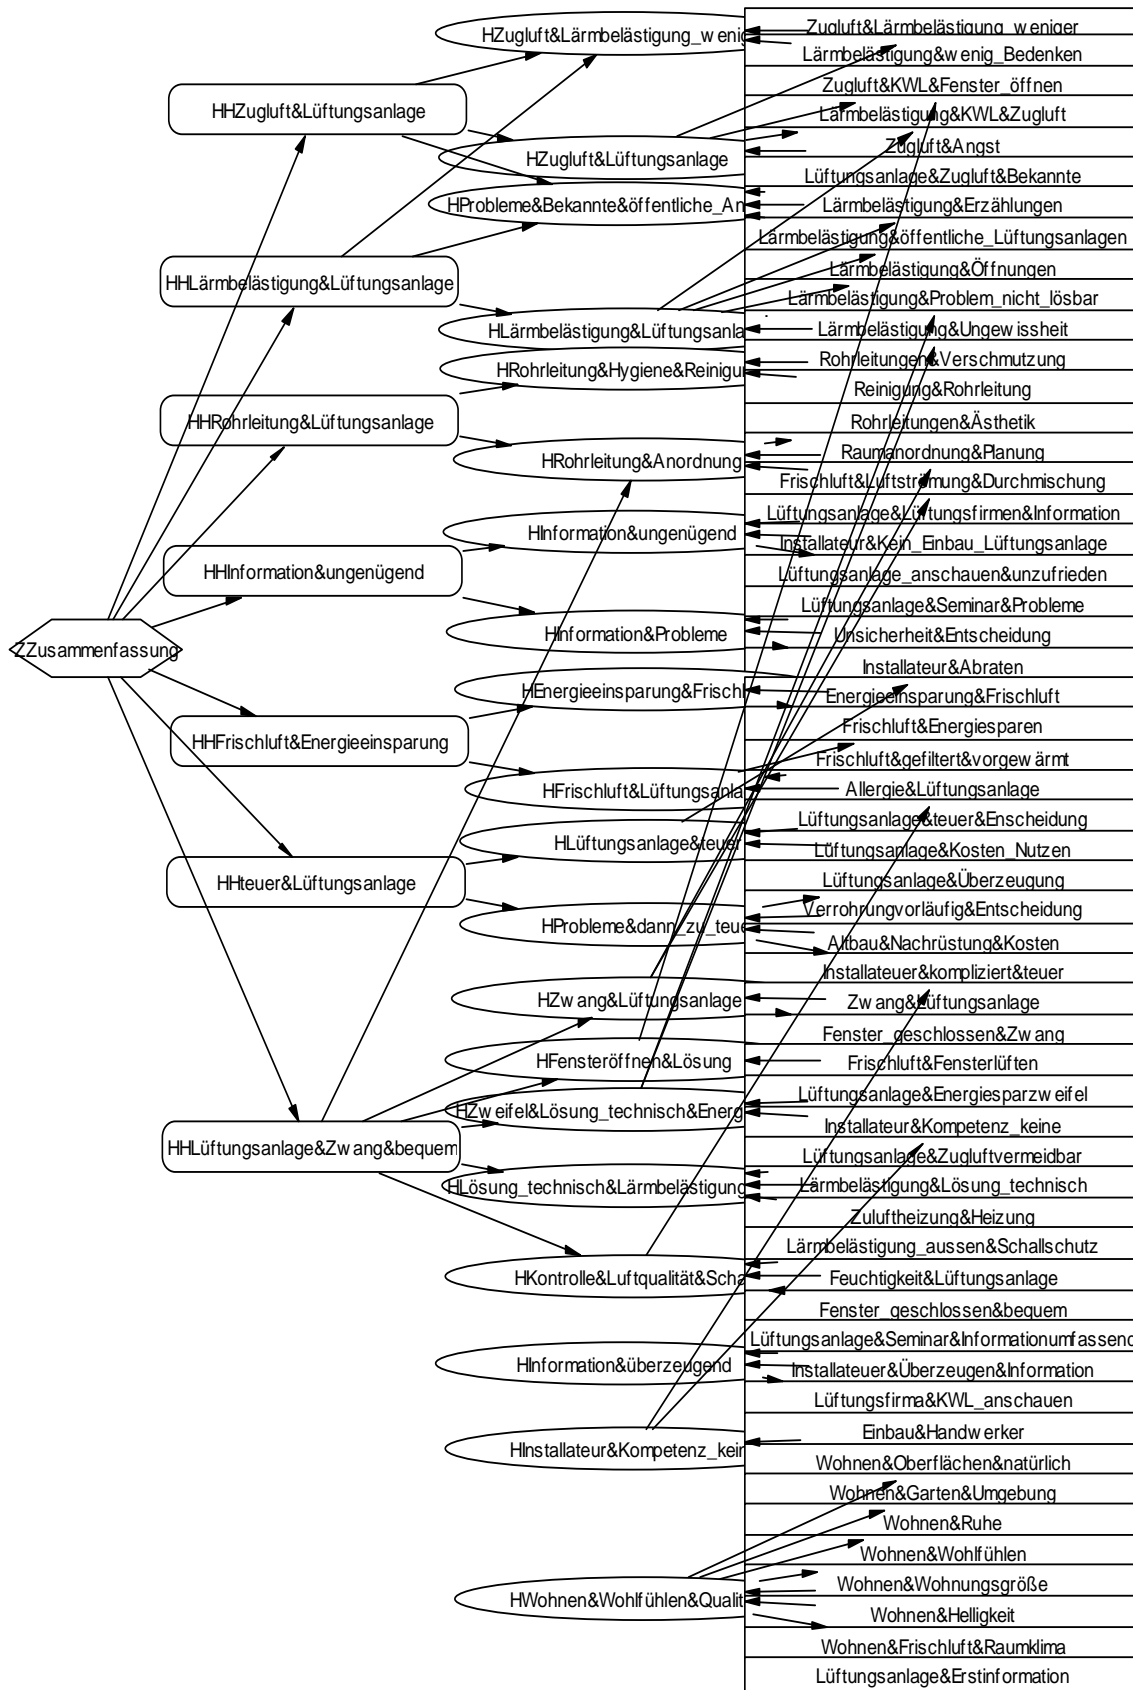 ZZusammenfassung
HHZugluft&Lüftungsanlage
HHLärmbelästigung&Lüftungsanlage
HHRohrleitung&Lüftungsanlage
HHInformation&ungenügend
HHFrischluft&Energieeinsparung
HHteuer&Lüftungsanlage
HHLüftungsanlage&Zwang&bequem
HZugluft&Lärmbelästigung_wenig
HZugluft&Lüftungsanlage
HProbleme&Bekannte&öffentliche_An
HLärmbelästigung&Lüftungsanla
HRohrleitung&Hygiene&Reinigu
HRohrleitung&Anordnung
HInformation&ungenügend
HInformation&Probleme
HEnergieeinsparung&Frischl
HFrischluft&Lüftungsanla
HLüftungsanlage&teuer
HProbleme&dann_zu_teue
HZwang&Lüftungsanlage
HFensteröffnen&Lösung
HZweifel&Lösung_technisch&Energ
HLösung_technisch&Lärmbelästigung
HKontrolle&Luftqualität&Scha
HInformation&überzeugend
HInstallateur&Kompetenz_kein
HWohnen&Wohlfühlen&Qualit
Zugluft&Lärmbelästigung_weniger
Lärmbelästigung&wenig_Bedenken
Zugluft&KWL&Fenster_öffnen
Lärmbelästigung&KWL&Zugluft
Zugluft&Angst
Lüftungsanlage&Zugluft&Bekannte
Lärmbelästigung&Erzählungen
Lärmbelästigung&öffentliche_Lüftungsanlagen
Lärmbelästigung&Öffnungen
Lärmbelästigung&Problem_nicht_lösbar
Lärmbelästigung&Ungewissheit
Rohrleitungen&Verschmutzung
Reinigung&Rohrleitung
Rohrleitungen&Ästhetik
Raumanordnung&Planung
Frischluft&Luftströmung&Durchmischung
Lüftungsanlage&Lüftungsfirmen&Information
Installateur&Kein_Einbau_Lüftungsanlage
Lüftungsanlage_anschauen&unzufrieden
Lüftungsanlage&Seminar&Probleme
Unsicherheit&Entscheidung
Installateur&Abraten
Energieeinsparung&Frischluft
Frischluft&Energiesparen
Frischluft&gefiltert&vorgewärmt
Allergie&Lüftungsanlage
Lüftungsanlage&teuer&Enscheidung
Lüftungsanlage&Kosten_Nutzen
Lüftungsanlage&Überzeugung
Verrohrungvorläufig&Entscheidung
Altbau&Nachrüstung&Kosten
Installateuer&kompliziert&teuer
Zwang&Lüftungsanlage
Fenster_geschlossen&Zwang
Frischluft&Fensterlüften
Lüftungsanlage&Energiesparzweifel
Installateur&Kompetenz_keine
Lüftungsanlage&Zugluftvermeidbar
Lärmbelästigung&Lösung_technisch
Zuluftheizung&Heizung
Lärmbelästigung_aussen&Schallschutz
Feuchtigkeit&Lüftungsanlage
Fenster_geschlossen&bequem
Lüftungsanlage&Seminar&Informationumfassend
Installateuer&Überzeugen&Information
Lüftungsfirma&KWL_anschauen
Einbau&Handwerker
Wohnen&Oberflächen&natürlich
Wohnen&Garten&Umgebung
Wohnen&Ruhe
Wohnen&Wohlfühlen
Wohnen&Wohnungsgröße
Wohnen&Helligkeit
Wohnen&Frischluft&Raumklima
Lüftungsanlage&Erstinformation